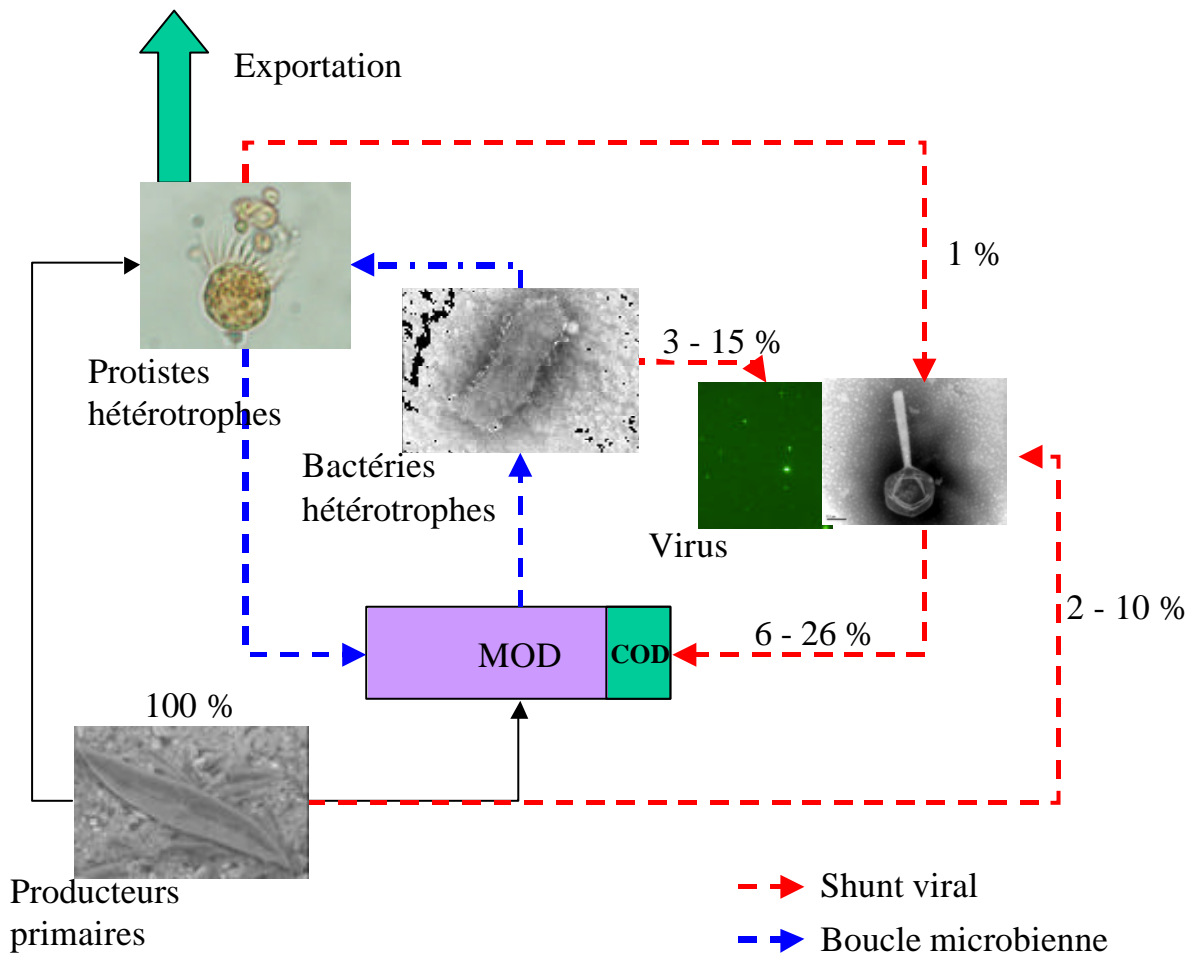 Exportation
1 %
3 - 15 %
Protistes
hétérotrophes
Bactéries
hétérotrophes
Virus
2 - 10 %
6 - 26 %
MOD
COD
100 %
Producteurs
primaires
Shunt viral
Boucle microbienne